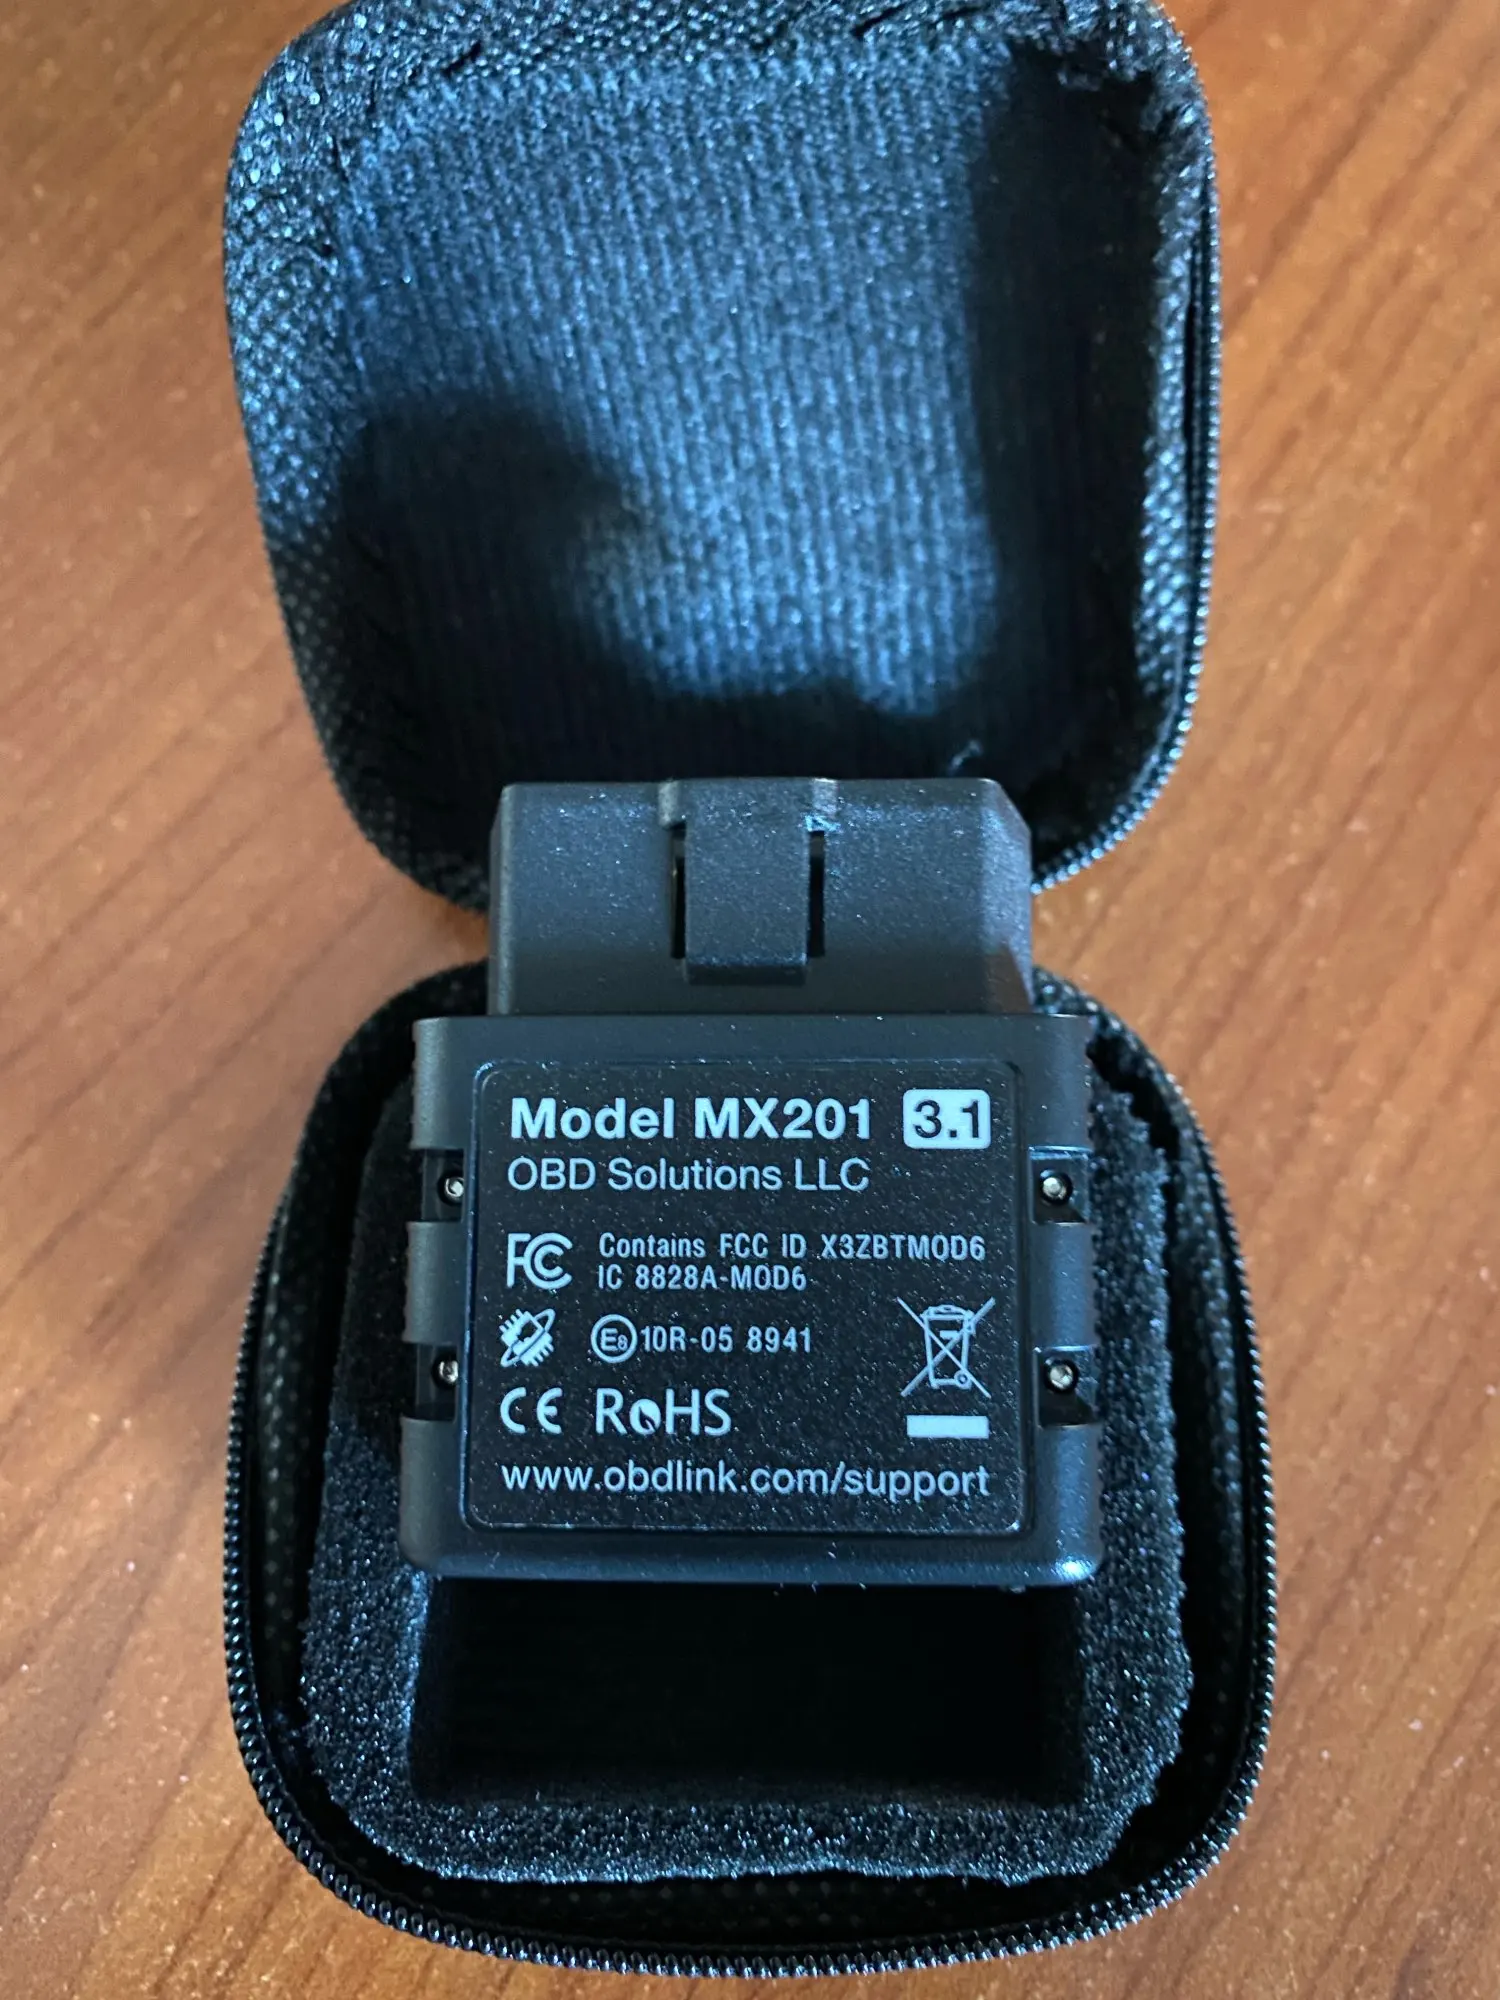 Model MX201 3.1
OBD Solutions LLC
FC Contains FCC ID X3ZBTMOD6
IC 8828A-MOD6
E8 10R-05 8941
CE RoHS
www.obdlink.com/support